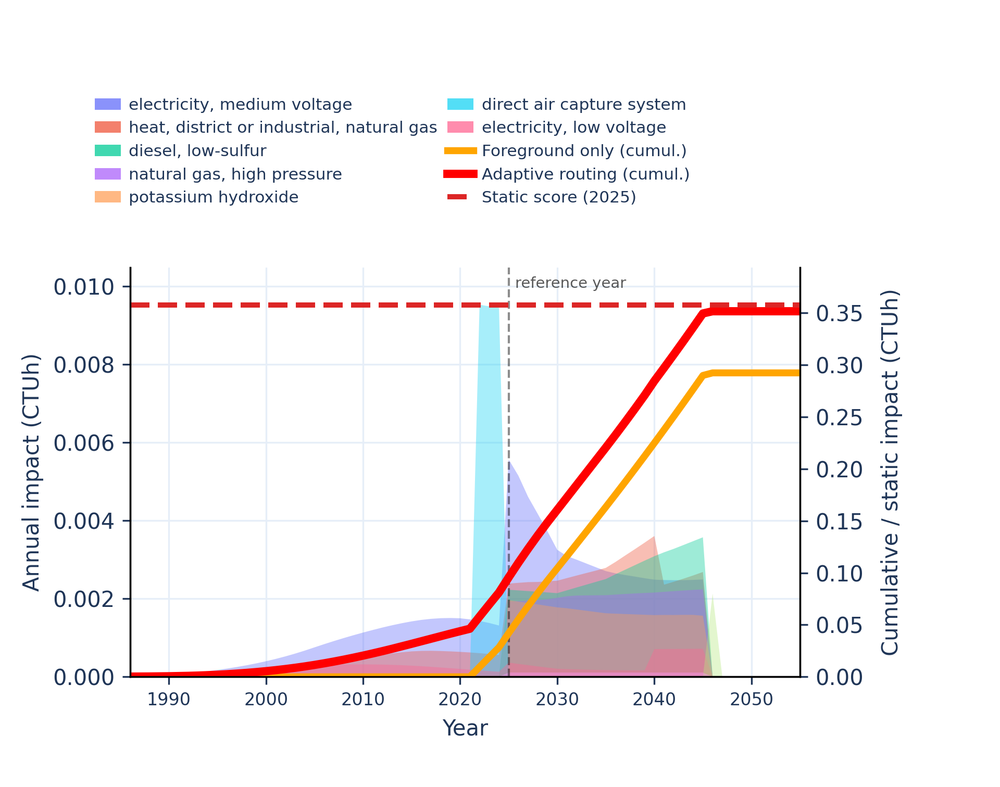 electricity, medium voltage
heat, district or industrial, natural gas
diesel, low-sulfur
natural gas, high pressure
potassium hydroxide
direct air capture system
electricity, low voltage
Foreground only (cumul.)
Adaptive routing (cumul.)
Static score (2025)
reference year
Annual impact (CTUh)
0.010
0.008
0.006
0.004
0.002
0.000
0.35
0.30
0.25
0.20
0.15
0.10
0.05
0.00
Cumulative / static impact (CTUh)
1990 2000 2010 2020 2030 2040 2050
Year